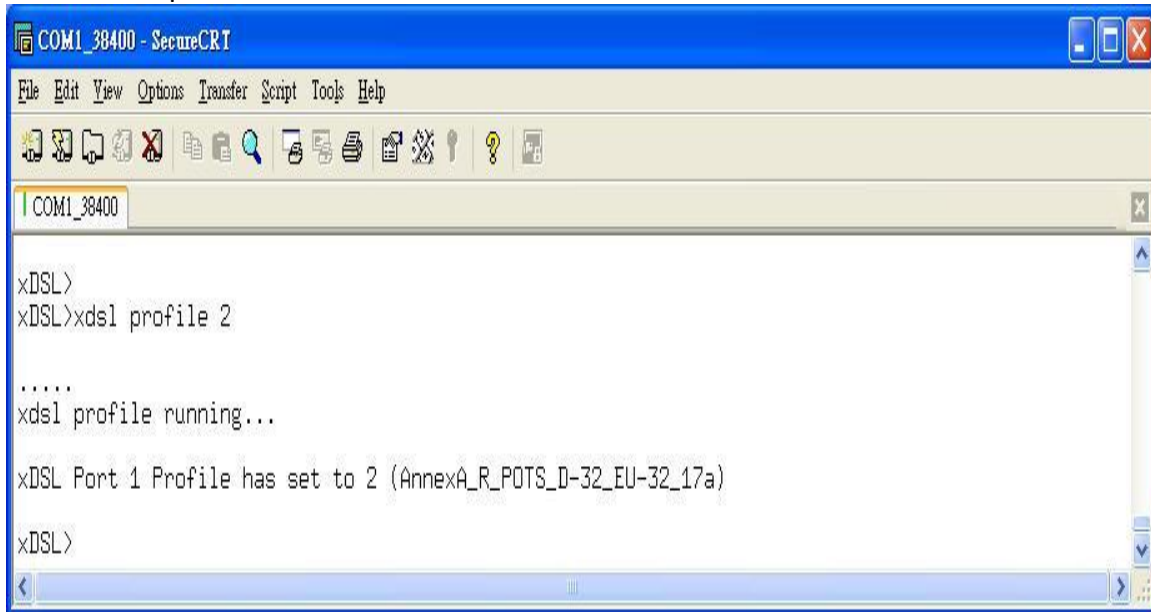 COM1_38400 - SecureCRT
File Edit View Options Transfer Script Tools Help
COM1_38400
xDSL>
xDSL>xdsl profile 2
.....
xdsl profile running...
xDSL Port 1 Profile has set to 2 (AnnexA_R_POTS_D-32_EU-32_17a)
xDSL>